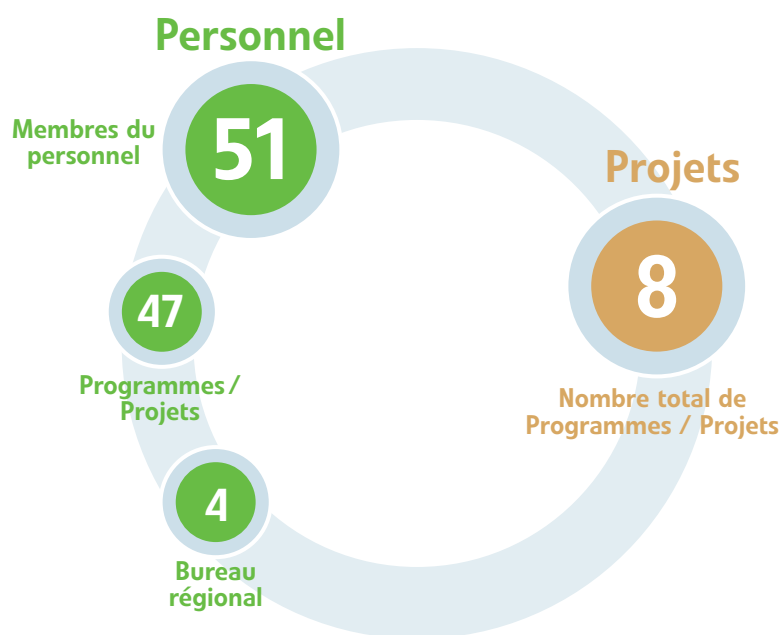 Personnel
Membres du
personnel
51
47
Programmes /
Projets
4
Bureau
régional
Projets
8
Nombre total de
Programmes / Projets